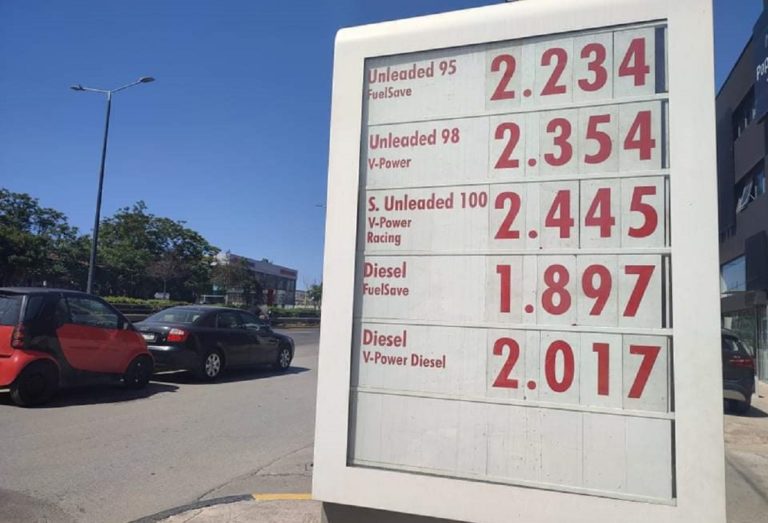 Unleaded 95 2.234
FuelSave
Unleaded 98 2.354
V-Power
S. Unleaded 100 2.445
V-Power
Racing
Diesel 1.897
FuelSave
Diesel 2.017
V-Power Diesel